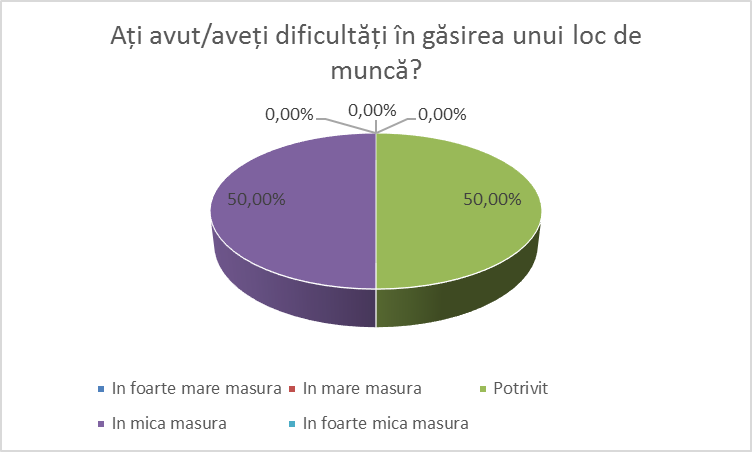 Ați avut/aveți dificultăți în găsirea unui loc de
muncă?
0,00% 0,00% 0,00%
50,00% 50,00%
In foarte mare masura In mare masura Potrivit
In mica masura In foarte mica masura